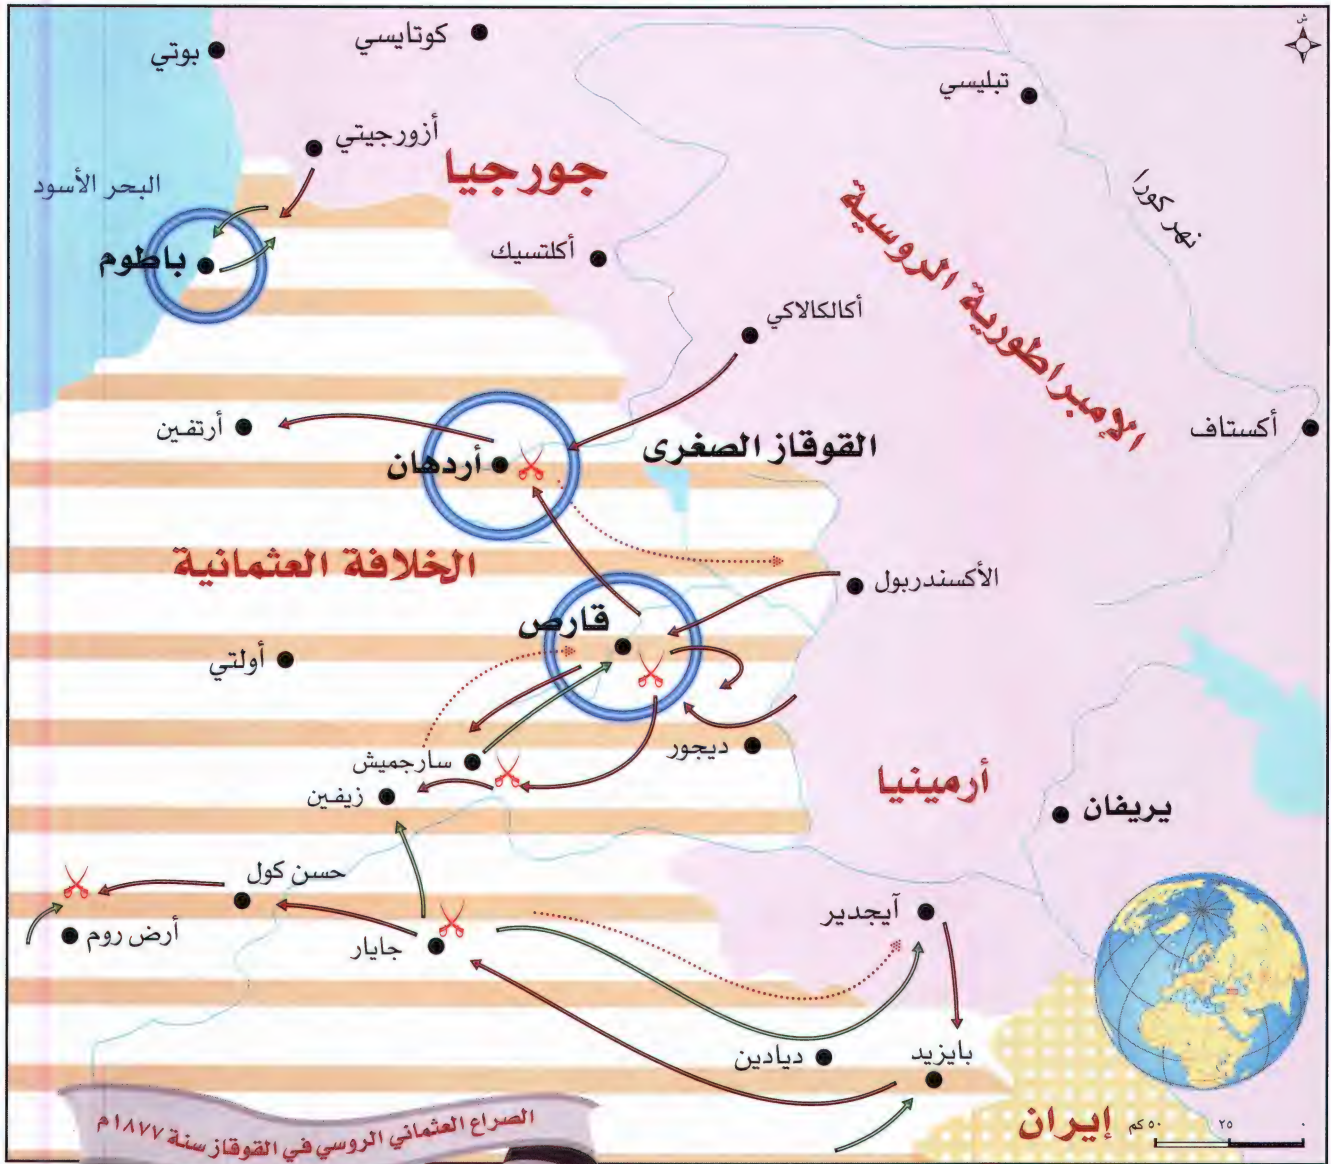 ش
كوتايسي
بوتي
تبليسي
أزورجيتي
جورجيا
البحر الأسود
نهر كورا
الإمبراطورية الروسية
أكلتسيك
باطوم
أكالكالاكي
أرتفين
القوقاز الصغرى
أكستاف
أردهان
الخلافة العثمانية
الأكسندربول
قارص
أولتي
ديجور
سارجميش
أرمينيا
زيفين
يريفان
حسن كول
آيجدير
أرض روم
جايار
ديادين
بايزيد
إيران
٠ ٢٥ ٥٠ كم
الصراع العثماني الروسي في القوقاز سنة ١٨٧٧م